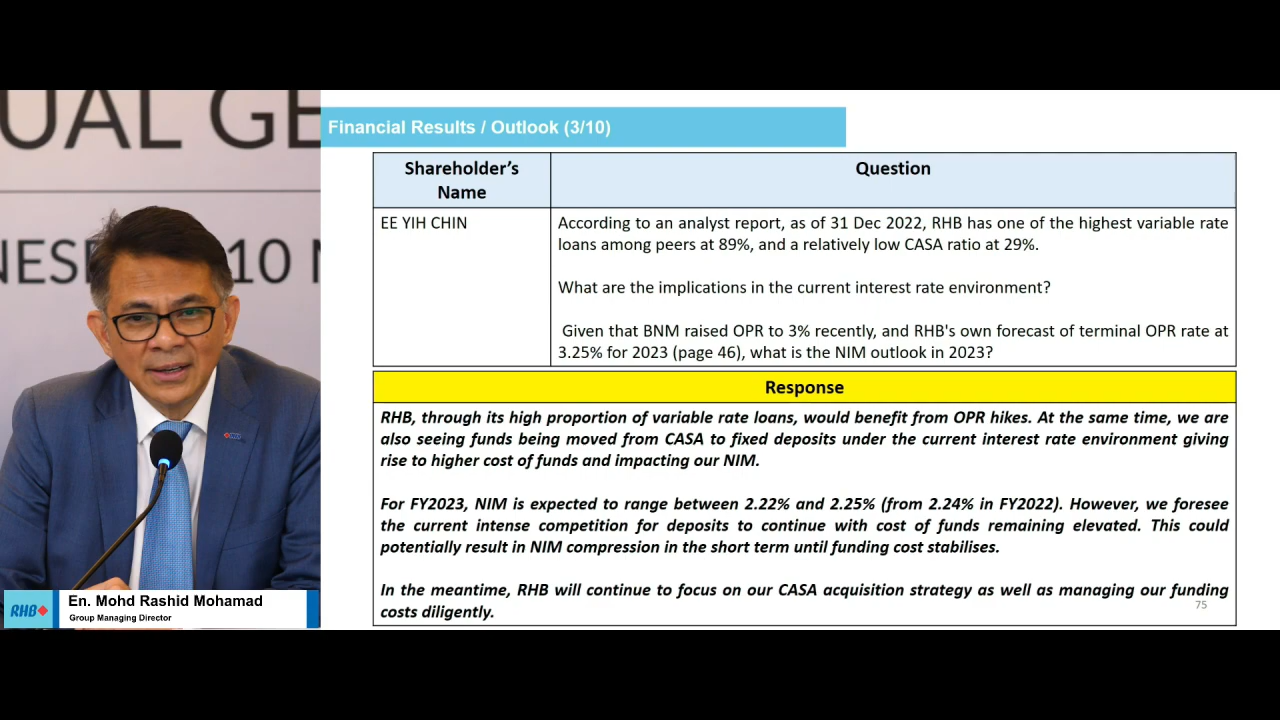 UAL GE
NES
10
Financial Results / Outlook (3/10)
Shareholder's
Name
Question
EE YIH CHIN
According to an analyst report, as of 31 Dec 2022, RHB has one of the highest variable rate
loans among peers at 89%, and a relatively low CASA ratio at 29%.
What are the implications in the current interest rate environment?
Given that BNM raised OPR to 3% recently, and RHB's own forecast of terminal OPR rate at
3.25% for 2023 (page 46), what is the NIM outlook in 2023?
Response
RHB, through its high proportion of variable rate loans, would benefit from OPR hikes. At the same time, we are
also seeing funds being moved from CASA to fixed deposits under the current interest rate environment giving
rise to higher cost of funds and impacting our NIM.
For FY2023, NIM is expected to range between 2.22% and 2.25% (from 2.24% in FY2022). However, we foresee
the current intense competition for deposits to continue with cost of funds remaining elevated. This could
potentially result in NIM compression in the short term until funding cost stabilises.
In the meantime, RHB will continue to focus on our CASA acquisition strategy as well as managing our funding
costs diligently.
75
RHB
En. Mohd Rashid Mohamad
Group Managing Director